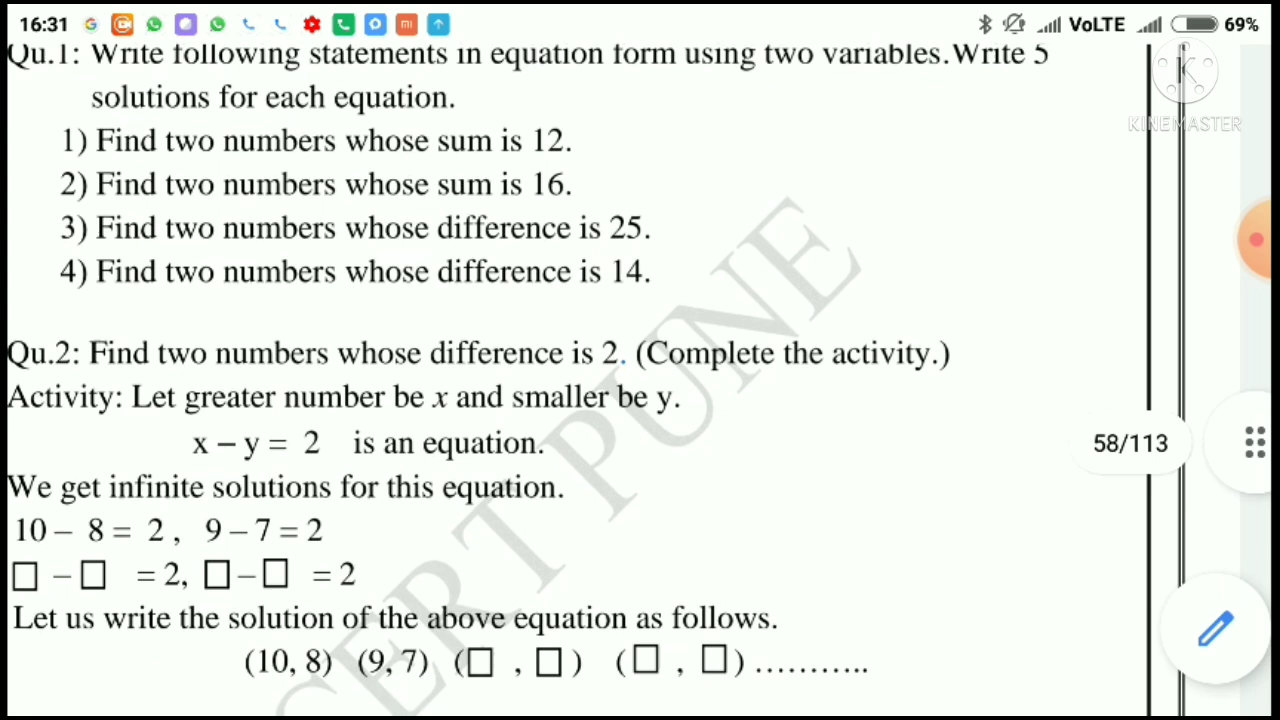 16:31 VoLTE 69%
Qu.1: Write following statements in equation form using two variables.Write 5
solutions for each equation.
KINEMASTER
1) Find two numbers whose sum is 12.
2) Find two numbers whose sum is 16.
3) Find two numbers whose difference is 25.
4) Find two numbers whose difference is 14.
Qu.2: Find two numbers whose difference is 2. (Complete the activity.)
Activity: Let greater number be x and smaller be y.
x – y = 2 is an equation.
58/113
We get infinite solutions for this equation.
10 – 8 = 2 , 9 – 7 = 2
□ – □ = 2, □ – □ = 2
Let us write the solution of the above equation as follows.
(10, 8) (9, 7) (□ , □) (□ , □) ...........
CERT PUNE